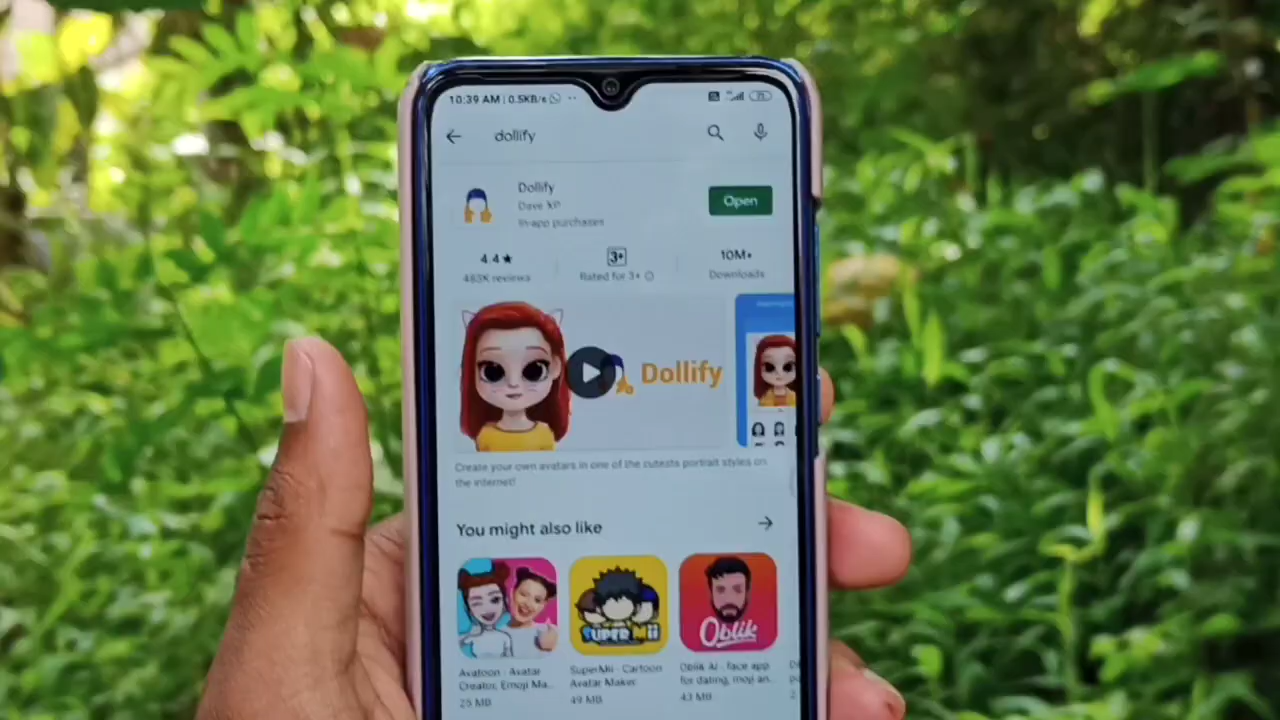 10:39 AM | 0.5KB/s
dollify
Dollify
Dave XP
In-app purchases
Open
4.4★
483K reviews
3+
Rated for 3+
10M+
Downloads
Dollify
Create your own avatars in one of the cutests portrait styles on
the internet!
You might also like
SUPER Mii
Oblik
Avatoon - Avatar
Creator, Emoji Ma...
25 MB
SuperMii - Cartoon
Avatar Maker
49 MB
Oblik AI - face app
for dating, moji an...
43 MB